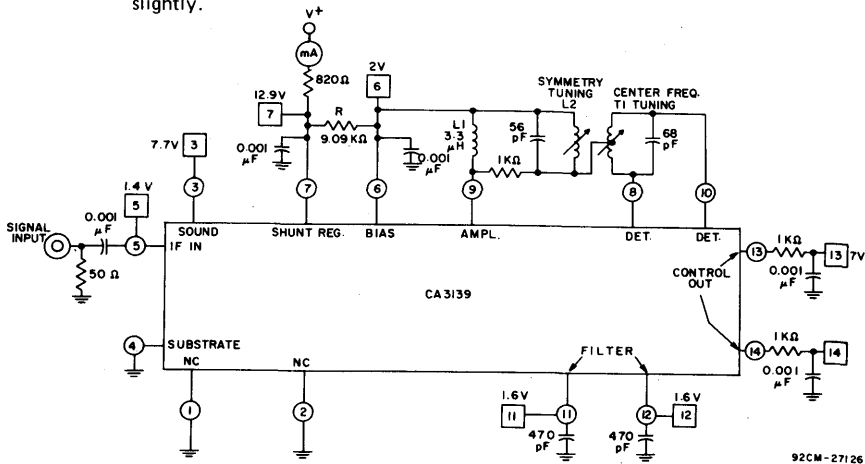 slightly.
V+
mA
820Ω
12.9V
7
R
9.09 KΩ
0.001
μF
2V
6
0.001
μF
L1
3.3
μH
1KΩ
56
pF
SYMMETRY
TUNING
L2
CENTER FREQ.
T1 TUNING
68
pF
7.7V
3
3
7
6
9
8
10
1.4 V
5
SIGNAL
INPUT
0.001
μF
50 Ω
5
IF IN
SOUND
SHUNT REG.
BIAS
AMPL.
DET.
DET.
CA3139
CONTROL
OUT
13
1 KΩ
13
7V
0.001
μF
14
1 KΩ
14
0.001
μF
4
SUBSTRATE
NC
NC
1
2
FILTER
1.6V
11
11
470
pF
12
1.6V
12
470
pF
92CM-27126